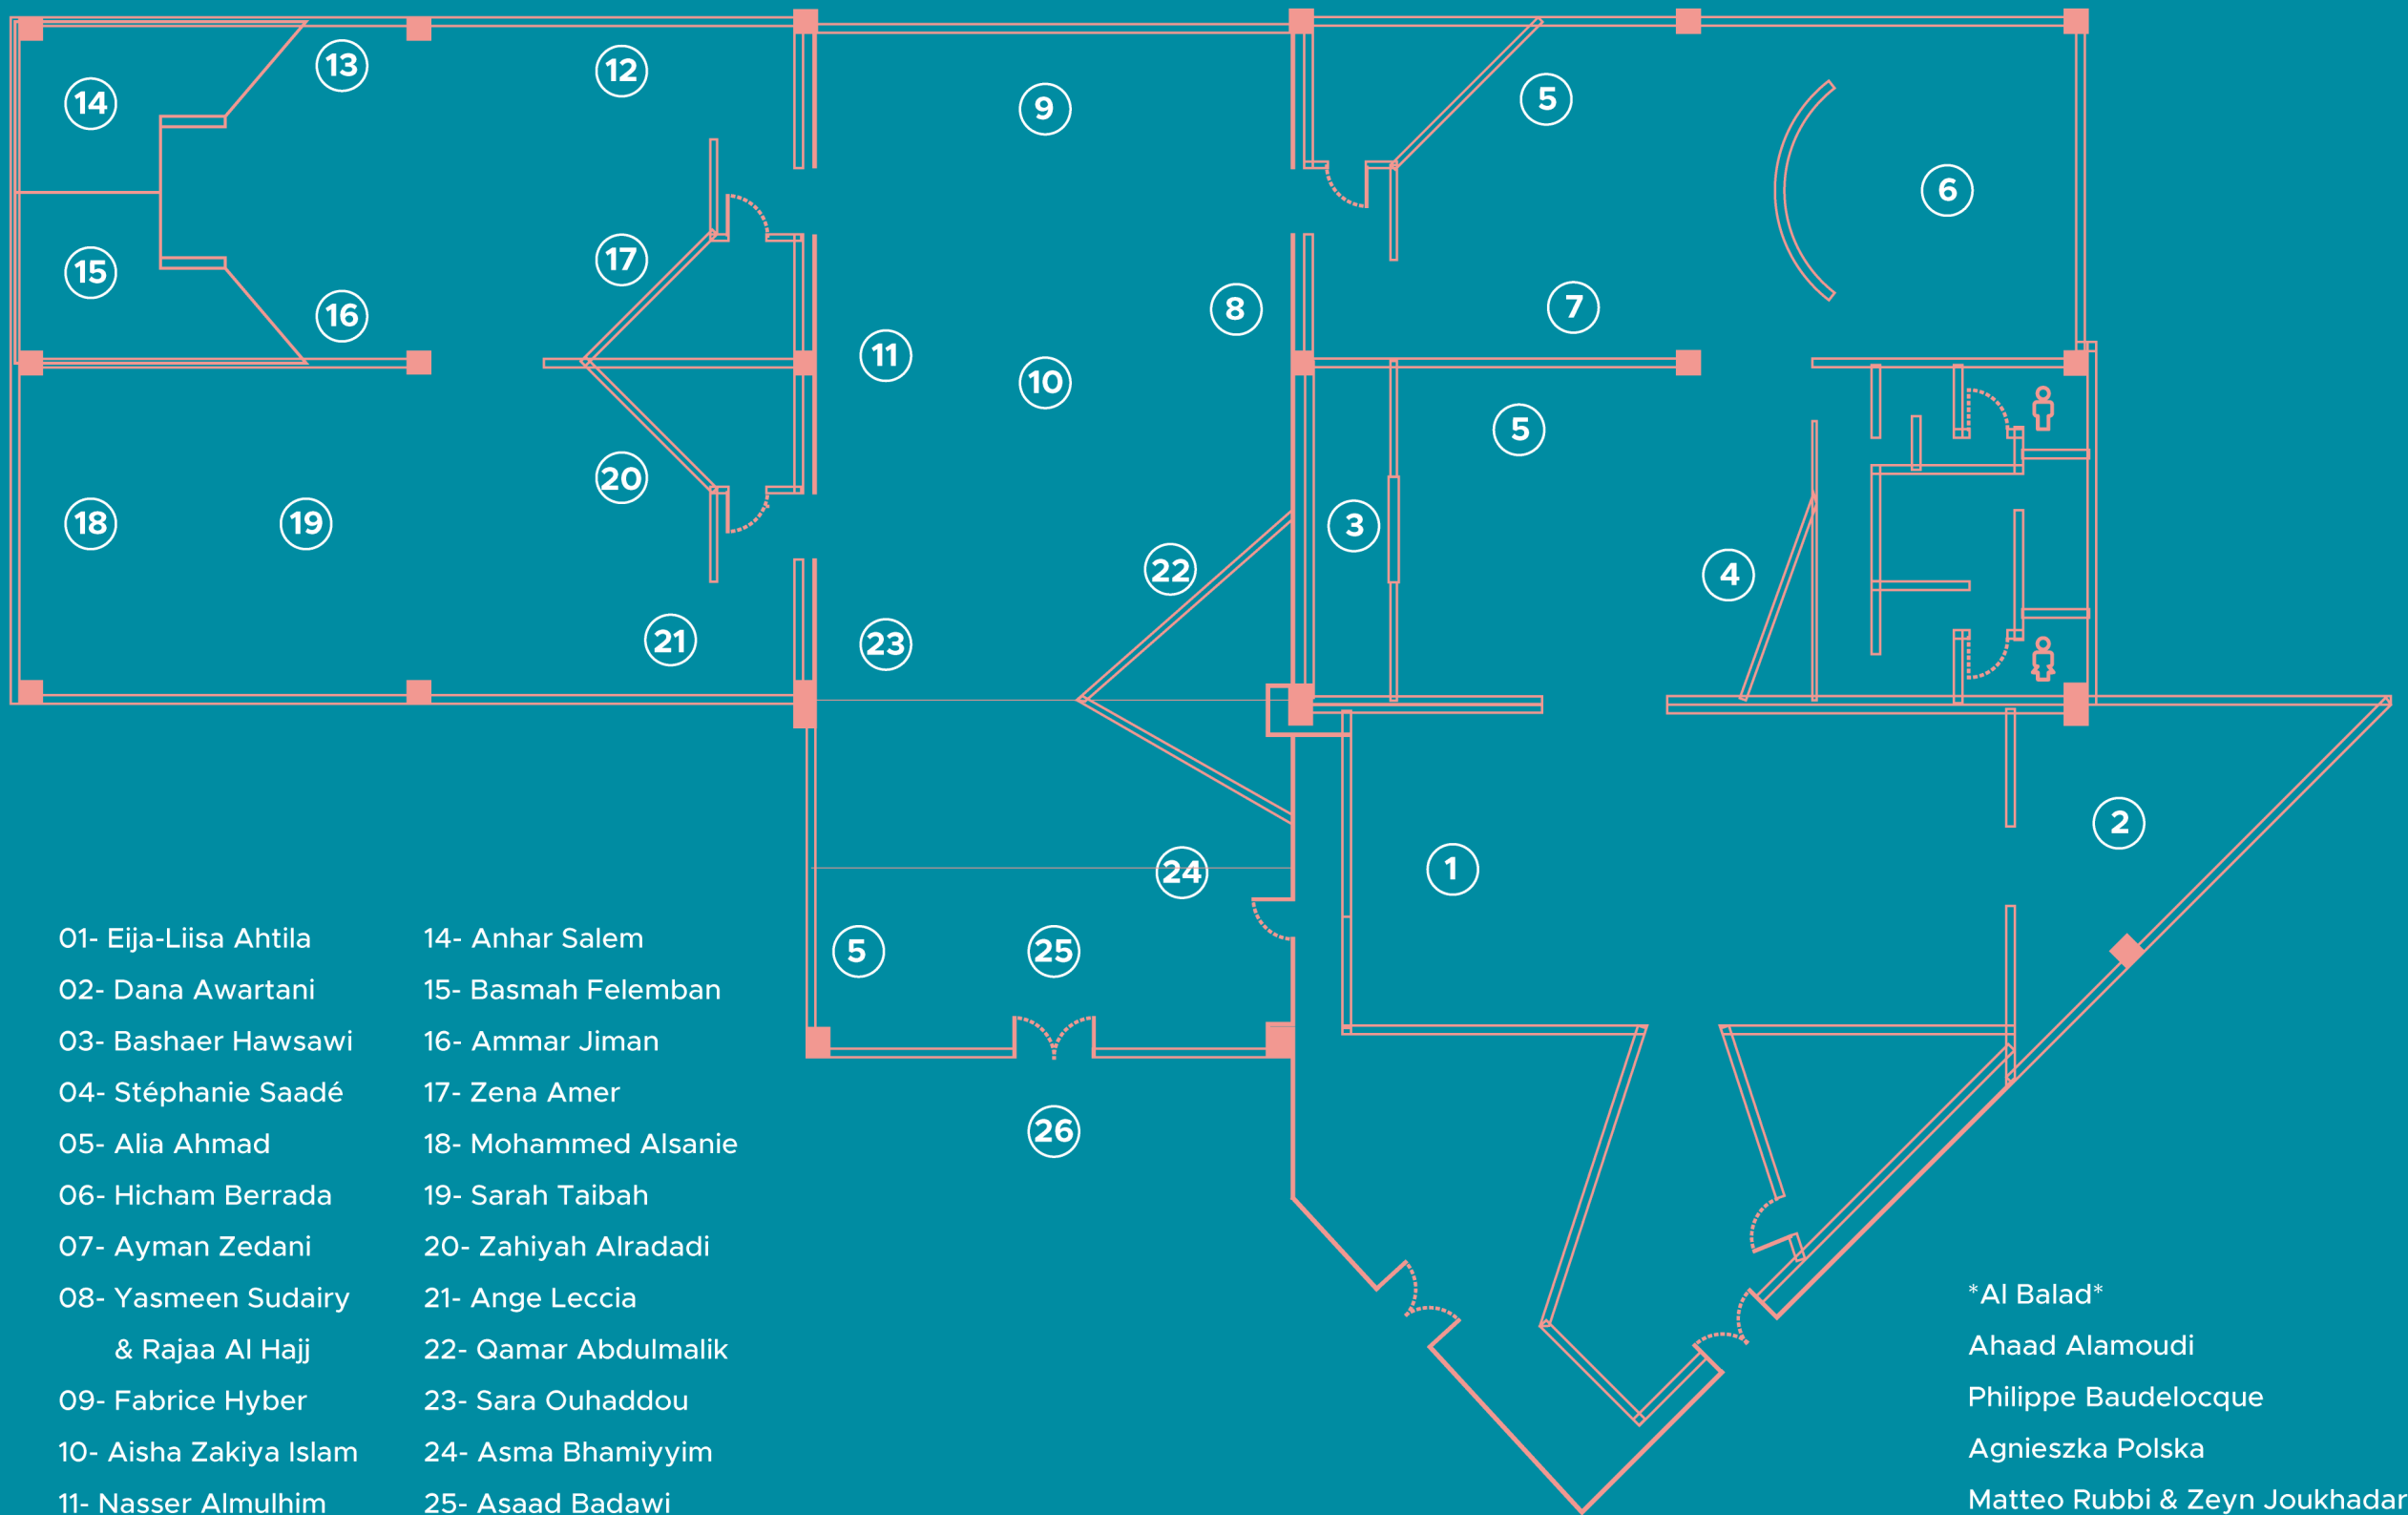 13
12
14
9
5
6
17
15
8
7
16
11
10
5
20
18
19
3
22
4
21
23
2
1
24
5
25
26
01- Eija-Liisa Ahtila
02- Dana Awartani
03- Bashaer Hawsawi
04- Stéphanie Saadé
05- Alia Ahmad
06- Hicham Berrada
07- Ayman Zedani
08- Yasmeen Sudairy
& Rajaa Al Hajj
09- Fabrice Hyber
10- Aisha Zakiya Islam
11- Nasser Almulhim
14- Anhar Salem
15- Basmah Felemban
16- Ammar Jiman
17- Zena Amer
18- Mohammed Alsanie
19- Sarah Taibah
20- Zahiyah Alradadi
21- Ange Leccia
22- Qamar Abdulmalik
23- Sara Ouhaddou
24- Asma Bhamiyyim
25- Asaad Badawi
*Al Balad*
Ahaad Alamoudi
Philippe Baudelocque
Agnieszka Polska
Matteo Rubbi & Zeyn Joukhadar